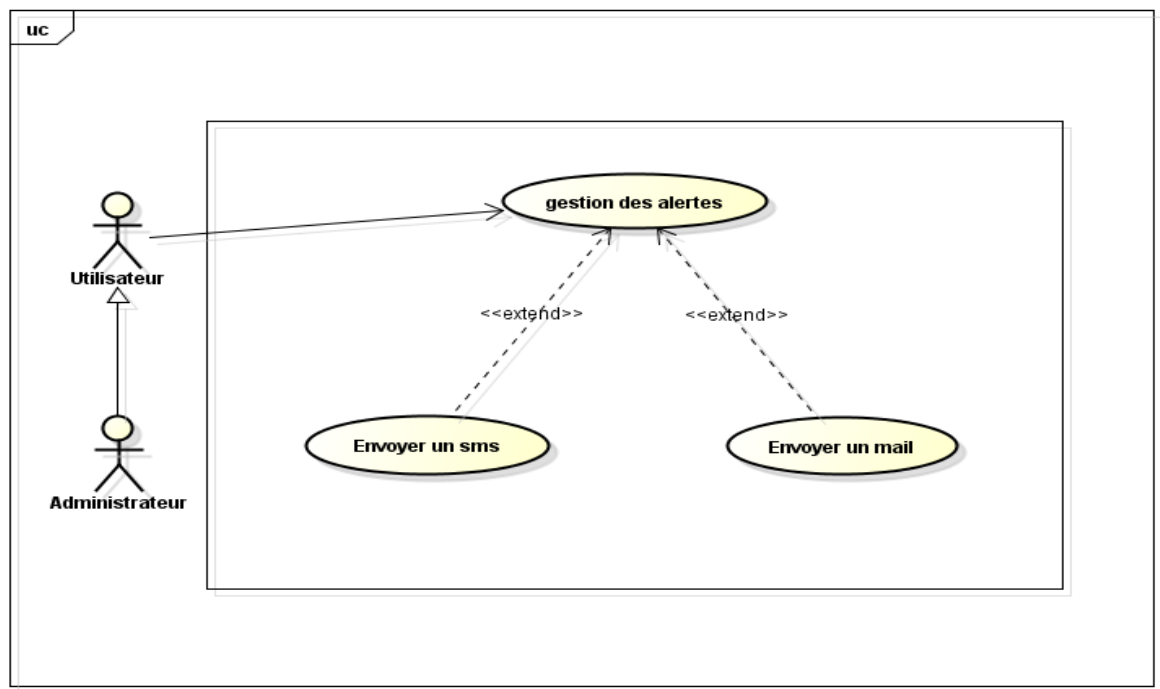 uc
gestion des alertes
Utilisateur
<<extend>>
<<extend>>
Envoyer un sms
Envoyer un mail
Administrateur